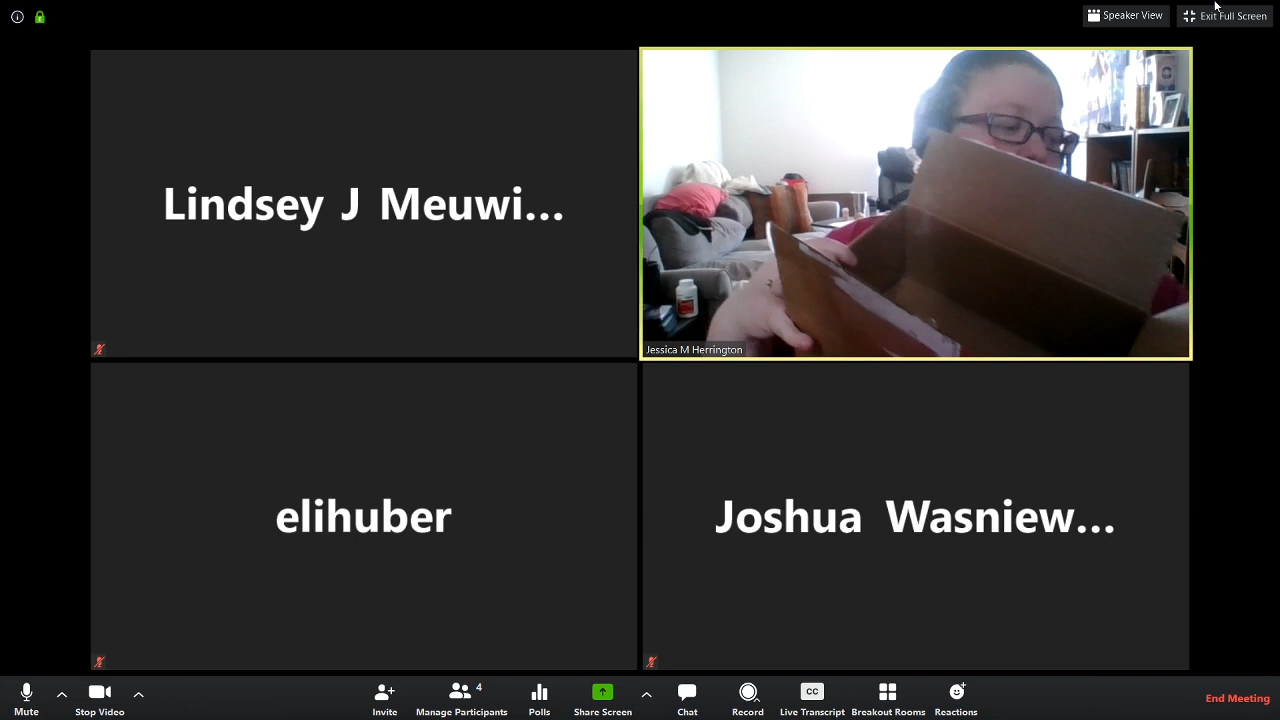 Speaker View
Exit Full Screen
Lindsey J Meuwi...
Jessica M Herrington
elihuber
Joshua Wasniew...
Mute
Stop Video
Invite
Manage Participants
4
Polls
Share Screen
Chat
Record
CC
Live Transcript
Breakout Rooms
Reactions
End Meeting